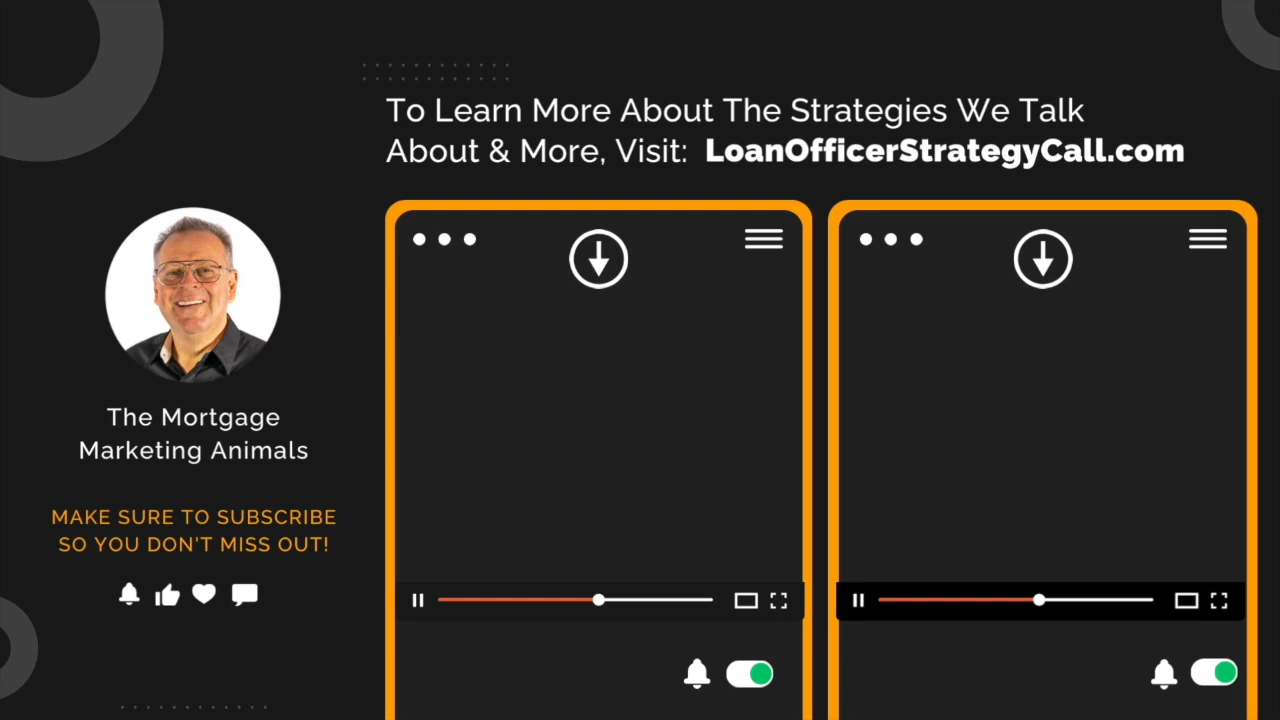 To Learn More About The Strategies We Talk
About & More, Visit: LoanOfficerStrategyCall.com
The Mortgage
Marketing Animals
MAKE SURE TO SUBSCRIBE
SO YOU DON'T MISS OUT!